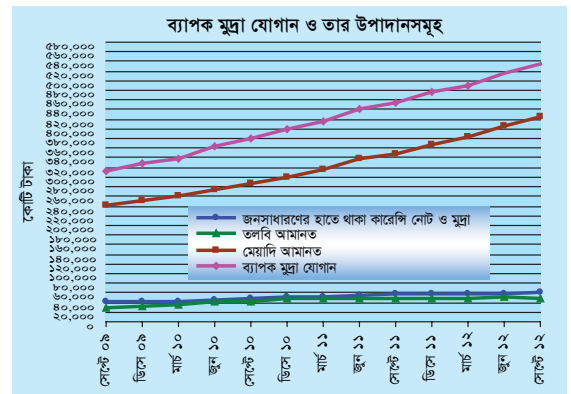 ব্যাপক মুদ্রা যোগান ও তার উপাদানসমূহ
কোটি টাকা
৫৮০,০০০
৫৬০,০০০
৫৪০,০০০
৫২০,০০০
৫০০,০০০
৪৮০,০০০
৪৬০,০০০
৪৪০,০০০
৪২০,০০০
৪০০,০০০
৩৮০,০০০
৩৬০,০০০
৩৪০,০০০
৩২০,০০০
৩০০,০০০
২৮০,০০০
২৬০,০০০
২৪০,০০০
২২০,০০০
২০০,০০০
১৮০,০০০
১৬০,০০০
১৪০,০০০
১২০,০০০
১০০,০০০
৮০,০০০
৬০,০০০
৪০,০০০
২০,০০০
০
জনসাধারণের হাতে থাকা কারেন্সি নোট ও মুদ্রা
তলবি আমানত
মেয়াদি আমানত
ব্যাপক মুদ্রা যোগান
সেপ্টে ০৯
ডিসে ০৯
মার্চ ১০
জুন ১০
সেপ্টে ১০
ডিসে ১০
মার্চ ১১
জুন ১১
সেপ্টে ১১
ডিসে ১১
মার্চ ১২
জুন ১২
সেপ্টে ১২